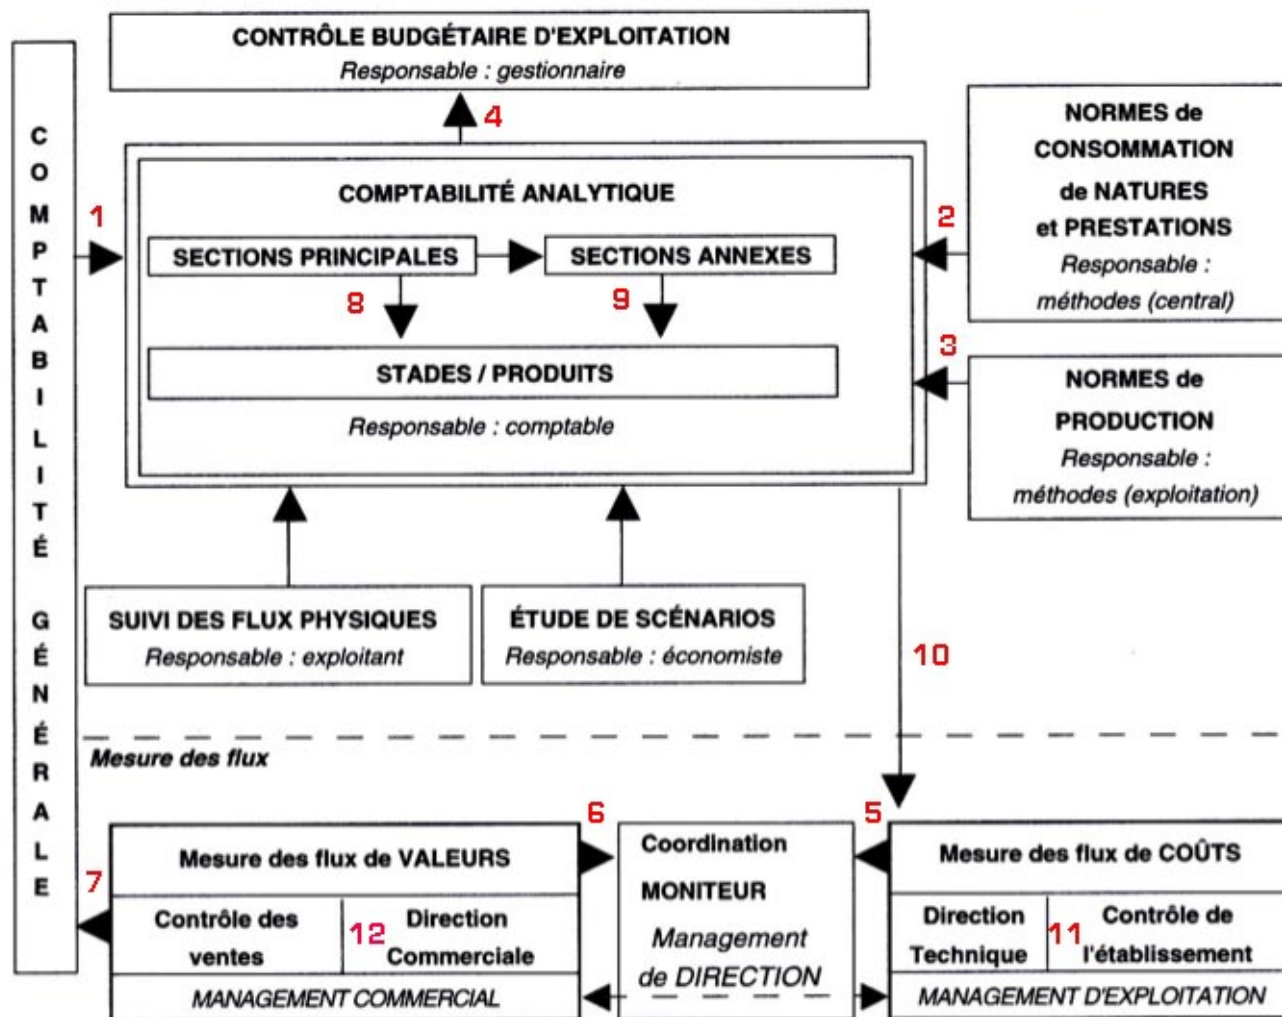 CONTRÔLE BUDGÉTAIRE D'EXPLOITATION
Responsable : gestionnaire
4
COMPTABILITÉ GÉNÉRALE
1
COMPTABILITÉ ANALYTIQUE
SECTIONS PRINCIPALES
SECTIONS ANNEXES
8
9
STADES / PRODUITS
Responsable : comptable
2
NORMES de
CONSOMMATION
de NATURES
et PRESTATIONS
Responsable :
méthodes (central)
3
NORMES de
PRODUCTION
Responsable :
méthodes (exploitation)
SUIVI DES FLUX PHYSIQUES
Responsable : exploitant
ÉTUDE DE SCÉNARIOS
Responsable : économiste
10
Mesure des flux
7
Mesure des flux de VALEURS
Contrôle des
ventes
12
Direction
Commerciale
MANAGEMENT COMMERCIAL
6
Coordination
MONITEUR
Management
de DIRECTION
5
Mesure des flux de COÛTS
Direction
Technique
11
Contrôle de
l'établissement
MANAGEMENT D'EXPLOITATION